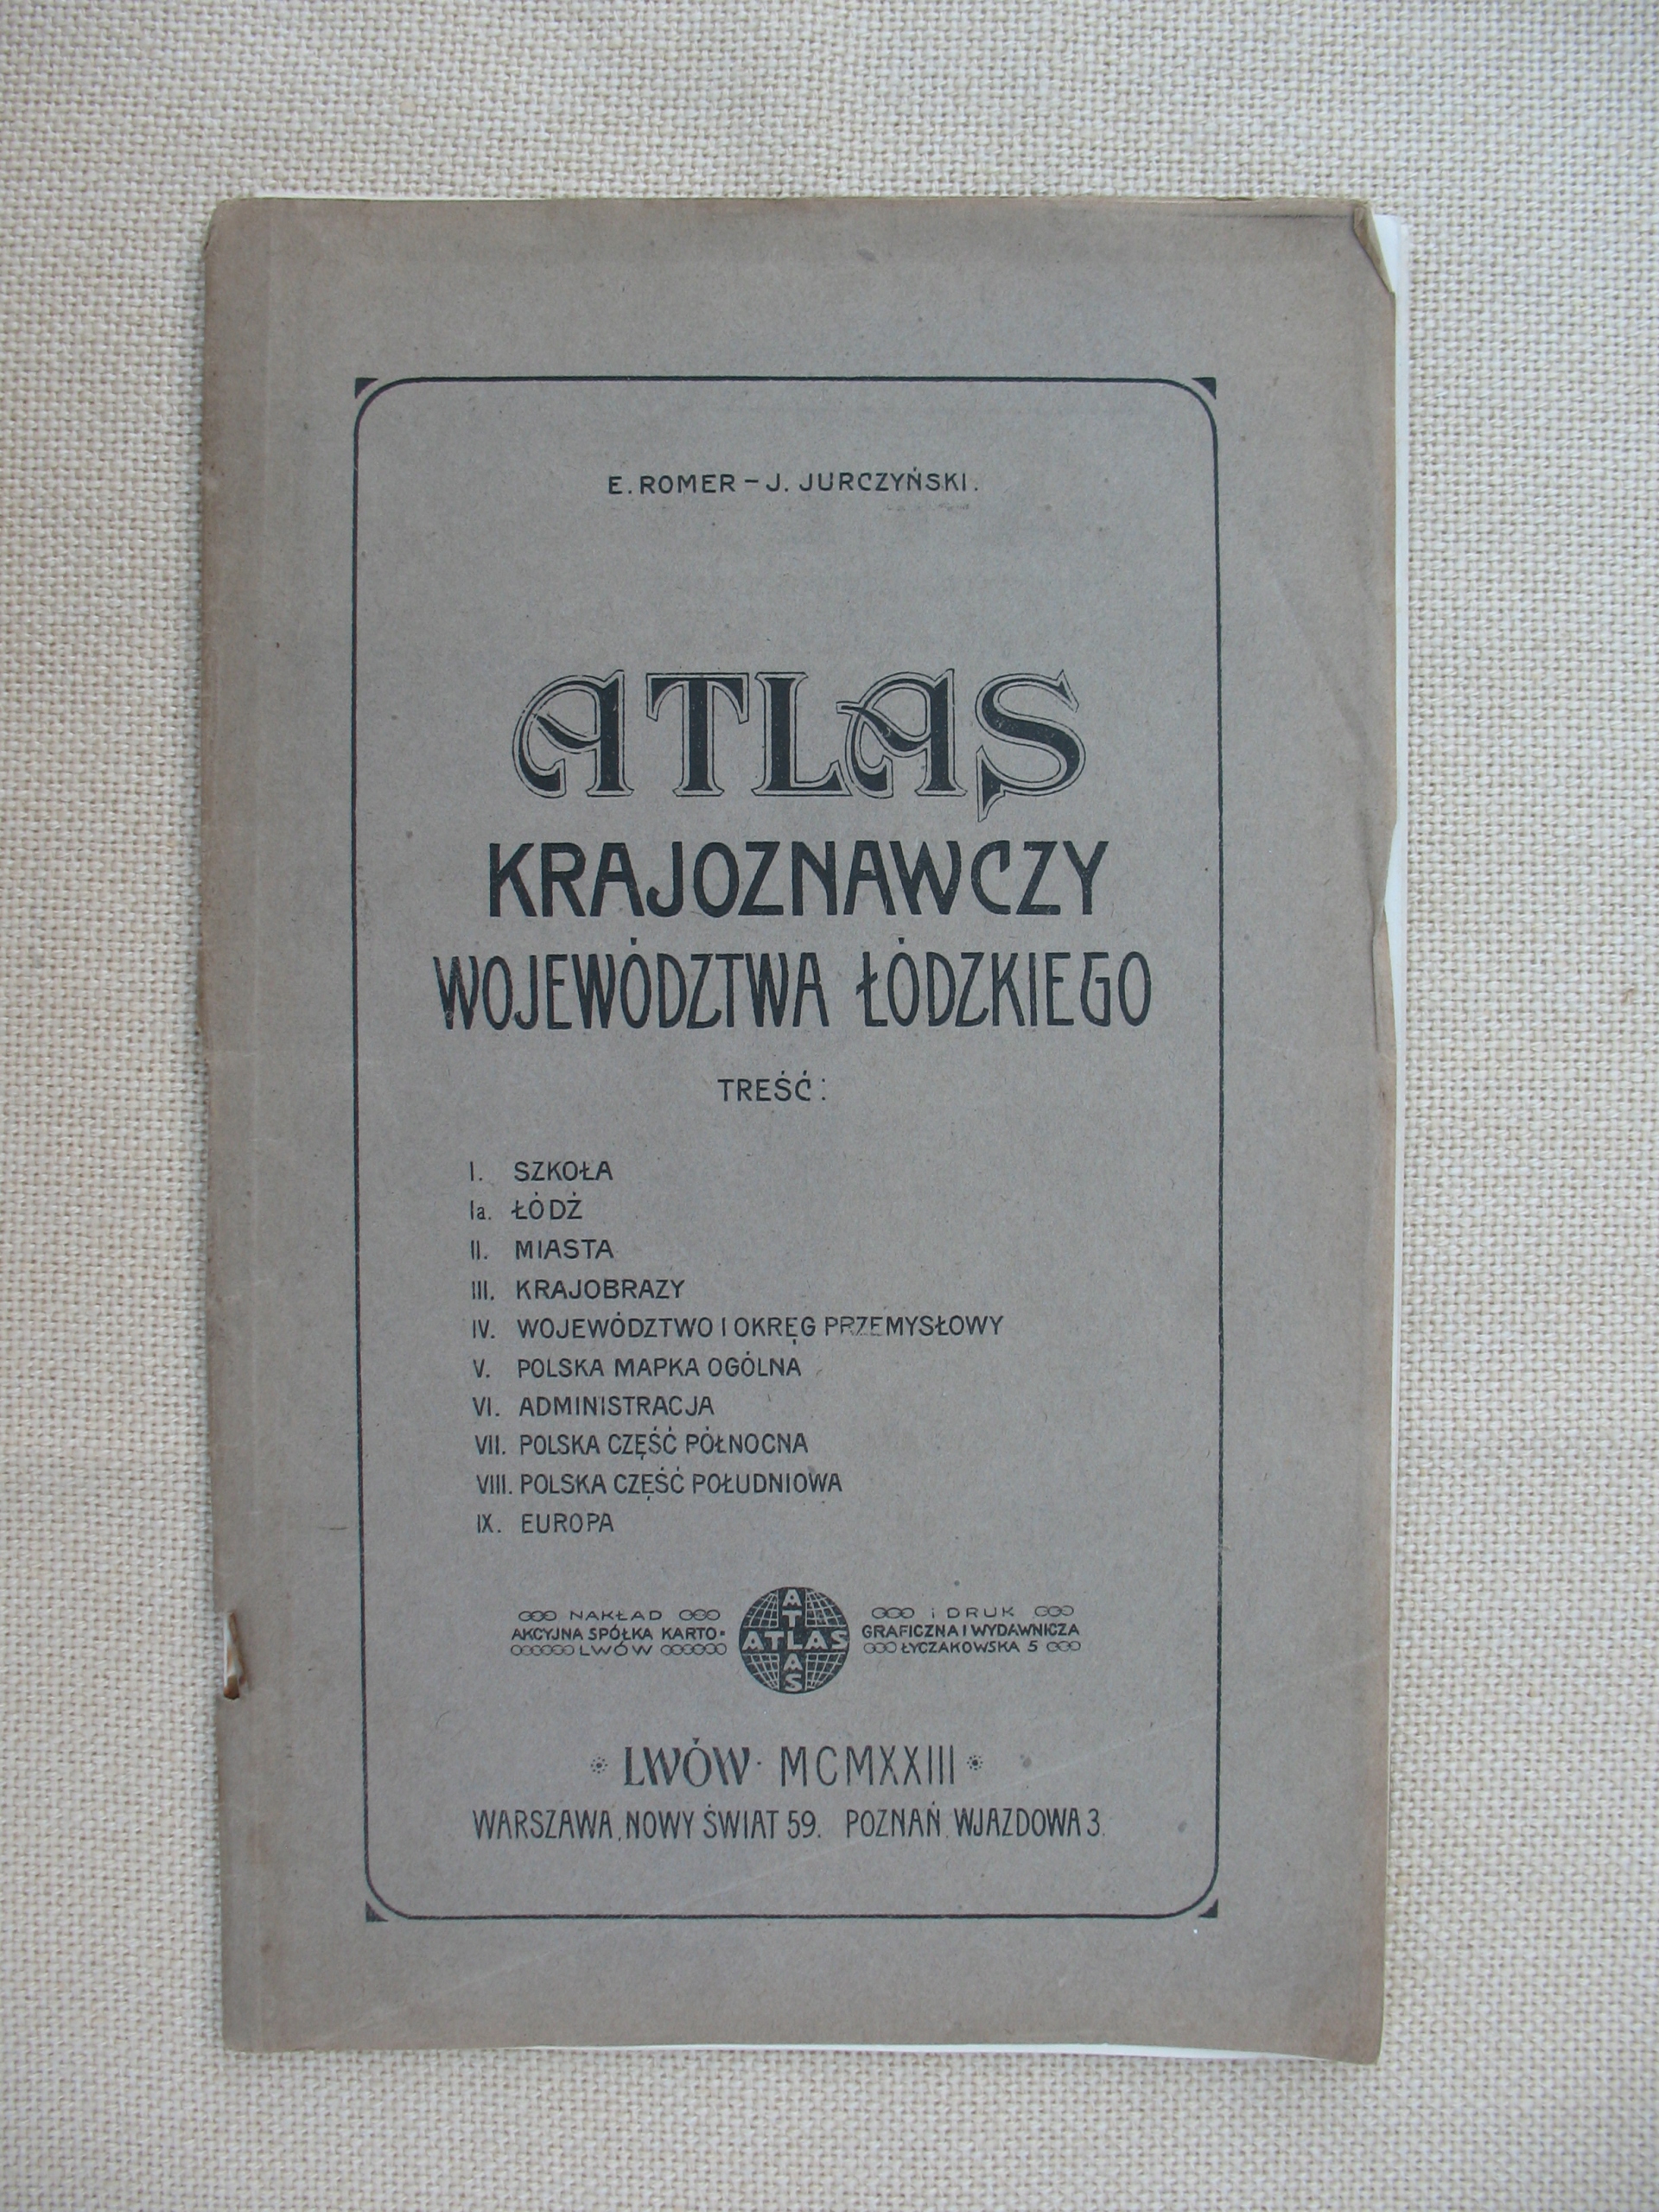 E. ROMER – J. JURCZYŃSKI.
ATLAS
KRAJOZNAWCZY
WOJEWÓDZTWA ŁÓDZKIEGO
TREŚĆ:
I. SZKOŁA
Ia. ŁÓDŹ
II. MIASTA
III. KRAJOBRAZY
IV. WOJEWÓDZTWO I OKRĘG PRZEMYSŁOWY
V. POLSKA MAPKA OGÓLNA
VI. ADMINISTRACJA
VII. POLSKA CZĘŚĆ PÓŁNOCNA
VIII. POLSKA CZĘŚĆ POŁUDNIOWA
IX. EUROPA
NAKŁAD i DRUK
AKCYJNA SPÓŁKA KARTO- GRAFICZNA I WYDAWNICZA
LWÓW ŁYCZAKOWSKA 5
ATLAS
ATLAS
LWÓW · MCMXXIII
WARSZAWA, NOWY ŚWIAT 59. POZNAŃ, WJAZDOWA 3.